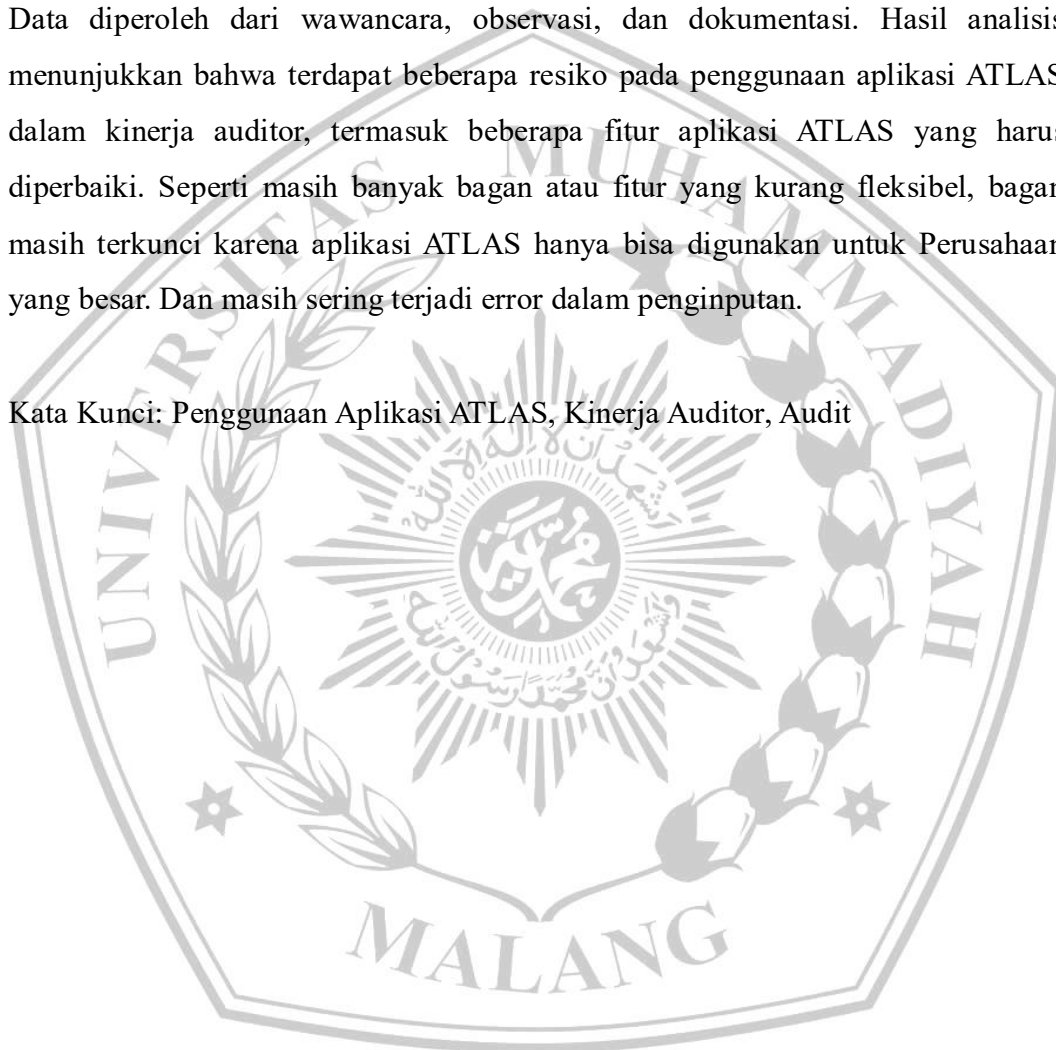 Data diperoleh dari wawancara, observasi, dan dokumentasi. Hasil analisis
menunjukkan bahwa terdapat beberapa resiko pada penggunaan aplikasi ATLAS
dalam kinerja auditor, termasuk beberapa fitur aplikasi ATLAS yang harus
diperbaiki. Seperti masih banyak bagan atau fitur yang kurang fleksibel, bagan
masih terkunci karena aplikasi ATLAS hanya bisa digunakan untuk Perusahaan
yang besar. Dan masih sering terjadi error dalam penginputan.
Kata Kunci: Penggunaan Aplikasi ATLAS, Kinerja Auditor, Audit
UNIVERSITAS MUHAMMADIYAH
MALANG